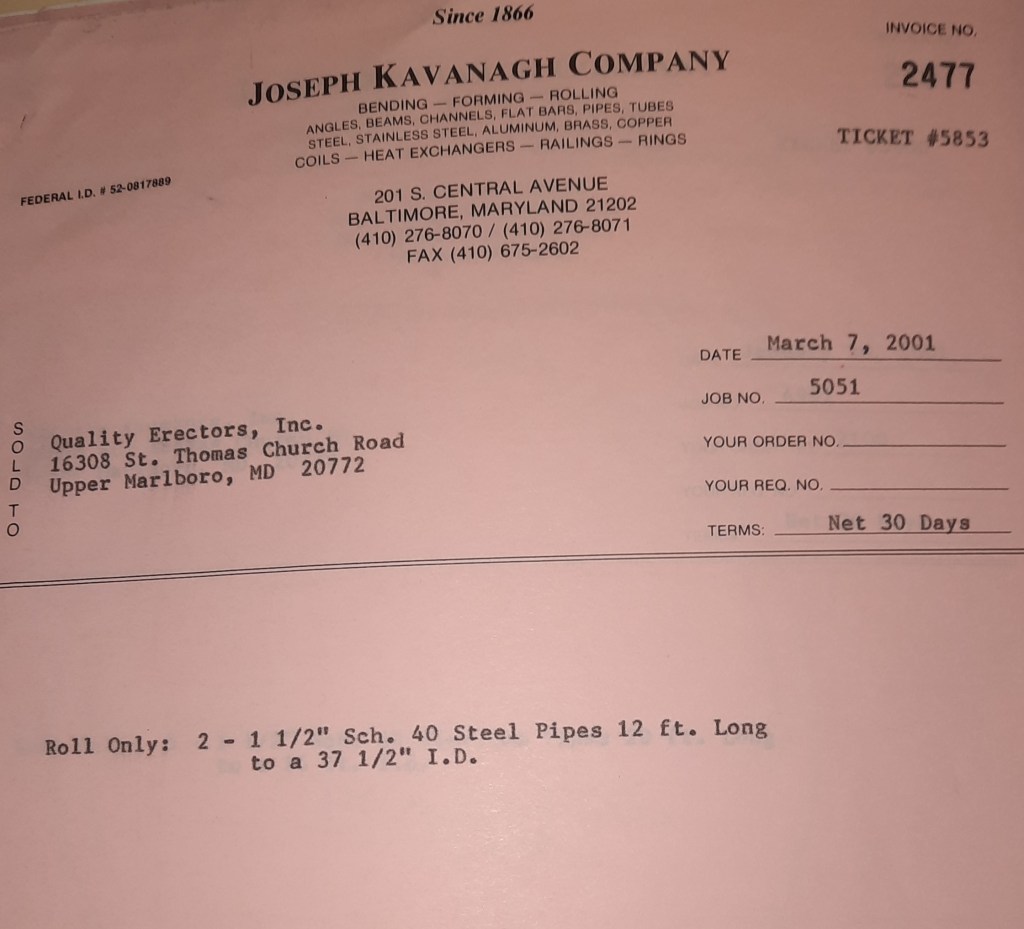 Since 1866
JOSEPH KAVANAGH COMPANY
BENDING — FORMING — ROLLING
ANGLES, BEAMS, CHANNELS, FLAT BARS, PIPES, TUBES
STEEL, STAINLESS STEEL, ALUMINUM, BRASS, COPPER
COILS — HEAT EXCHANGERS — RAILINGS — RINGS
INVOICE NO.
2477
TICKET #5853
FEDERAL I.D. # 52-0817889
201 S. CENTRAL AVENUE
BALTIMORE, MARYLAND 21202
(410) 276-8070 / (410) 276-8071
FAX (410) 675-2602
DATE March 7, 2001
JOB NO. 5051
YOUR ORDER NO.
YOUR REQ. NO.
TERMS: Net 30 Days
SOLD TO
Quality Erectors, Inc.
16308 St. Thomas Church Road
Upper Marlboro, MD 20772
Roll Only: 2 - 1 1/2" Sch. 40 Steel Pipes 12 ft. Long
to a 37 1/2" I.D.